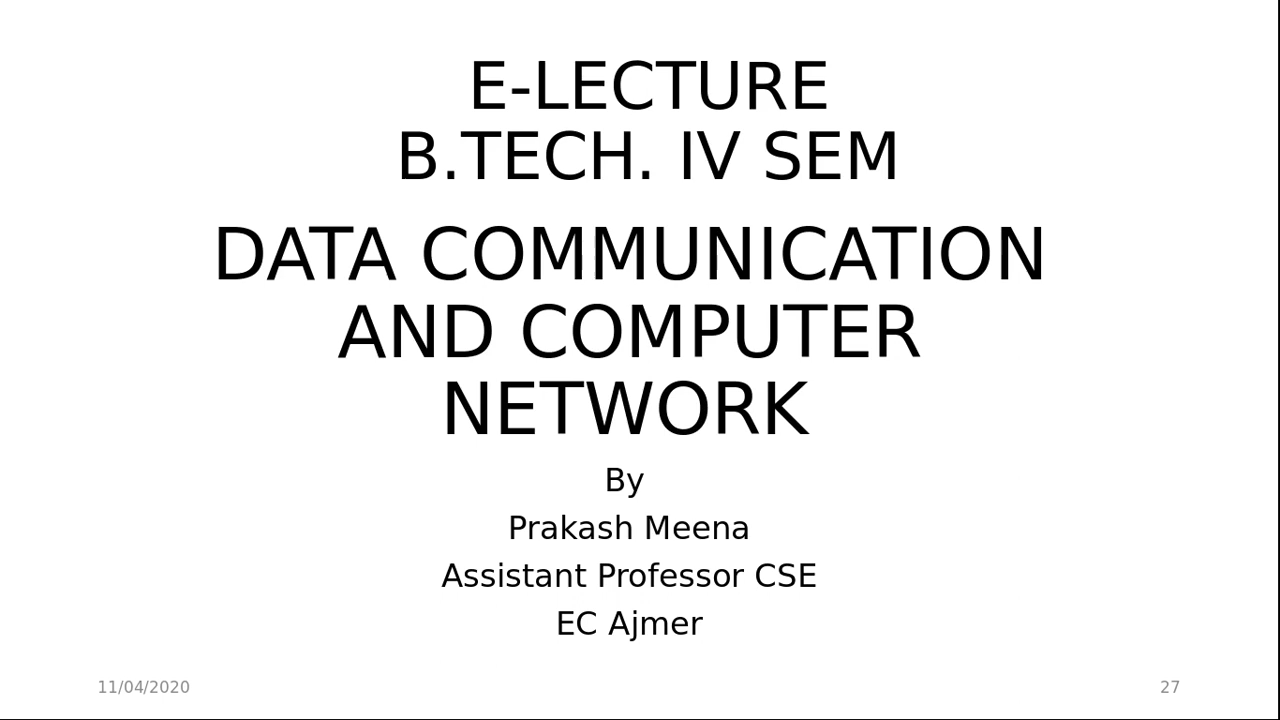 E-LECTURE
B.TECH. IV SEM
DATA COMMUNICATION
AND COMPUTER
NETWORK
By
Prakash Meena
Assistant Professor CSE
EC Ajmer
11/04/2020
27